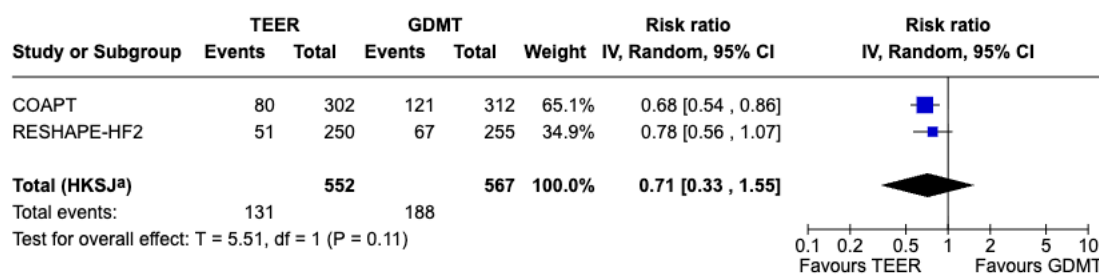 TEER GDMT Risk ratio Risk ratio
Study or Subgroup Events Total Events Total Weight IV, Random, 95% CI IV, Random, 95% CI
COAPT 80 302 121 312 65.1% 0.68 [0.54 , 0.86]
RESHAPE-HF2 51 250 67 255 34.9% 0.78 [0.56 , 1.07]
Total (HKSJᵃ) 552 567 100.0% 0.71 [0.33 , 1.55]
Total events: 131 188
Test for overall effect: T = 5.51, df = 1 (P = 0.11)
0.1 0.2 0.5 1 2 5 10
Favours TEER Favours GDMT